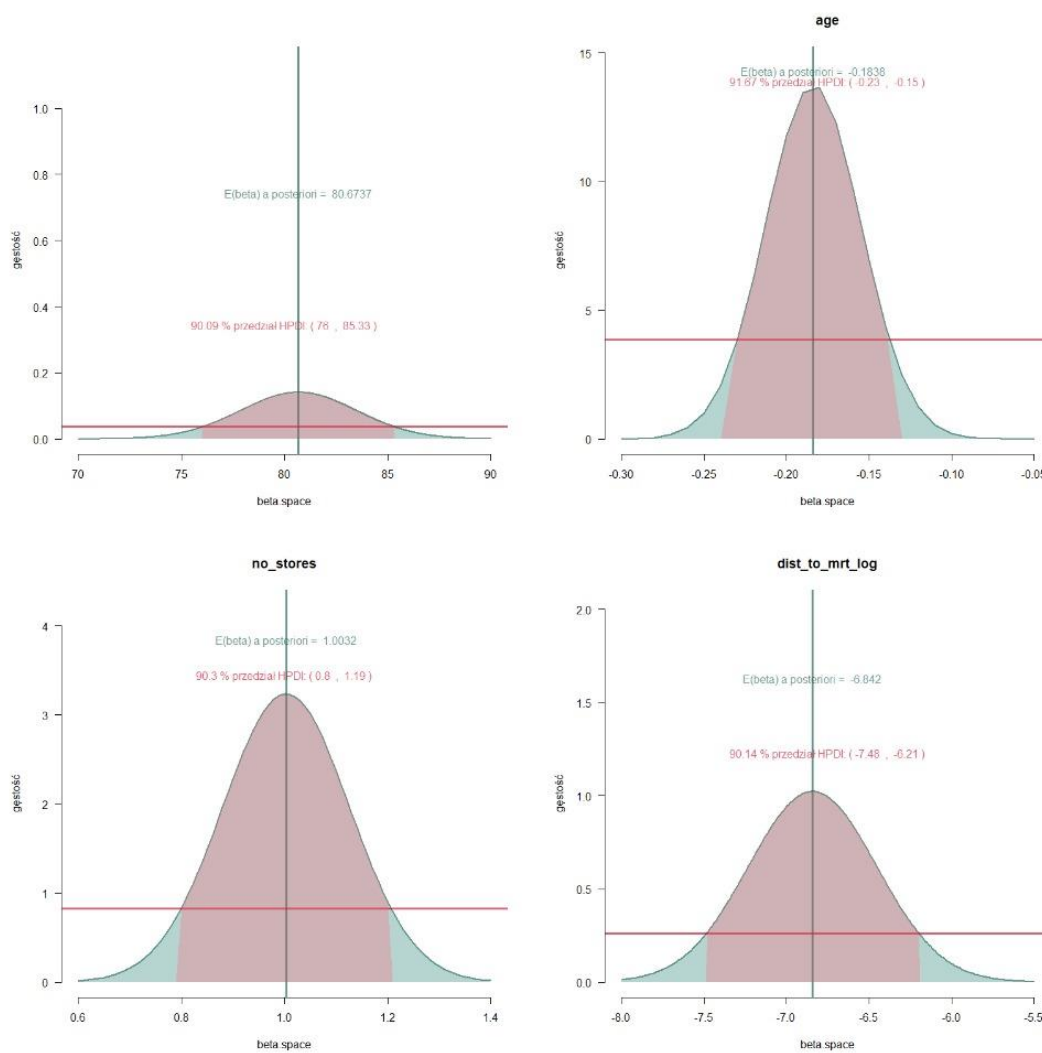 1.0
0.8
E(beta) a posteriori = 80.6737
0.6
gęstość
0.4
90.09 % przedział HPDI: ( 76 , 85.33 )
0.2
0.0
70 75 80 85 90
beta.space
age
15
E(beta) a posteriori = -0.1838
91.67 % przedział HPDI: ( -0.23 , -0.15 )
10
gęstość
5
0
-0.30 -0.25 -0.20 -0.15 -0.10 -0.05
beta.space
no_stores
4
E(beta) a posteriori = 1.0032
90.3 % przedział HPDI: ( 0.8 , 1.19 )
3
gęstość
2
1
0
0.6 0.8 1.0 1.2 1.4
beta.space
dist_to_mrt_log
2.0
E(beta) a posteriori = -6.842
1.5
90.14 % przedział HPDI: ( -7.48 , -6.21 )
1.0
gęstość
0.5
0.0
-8.0 -7.5 -7.0 -6.5 -6.0 -5.5
beta.space